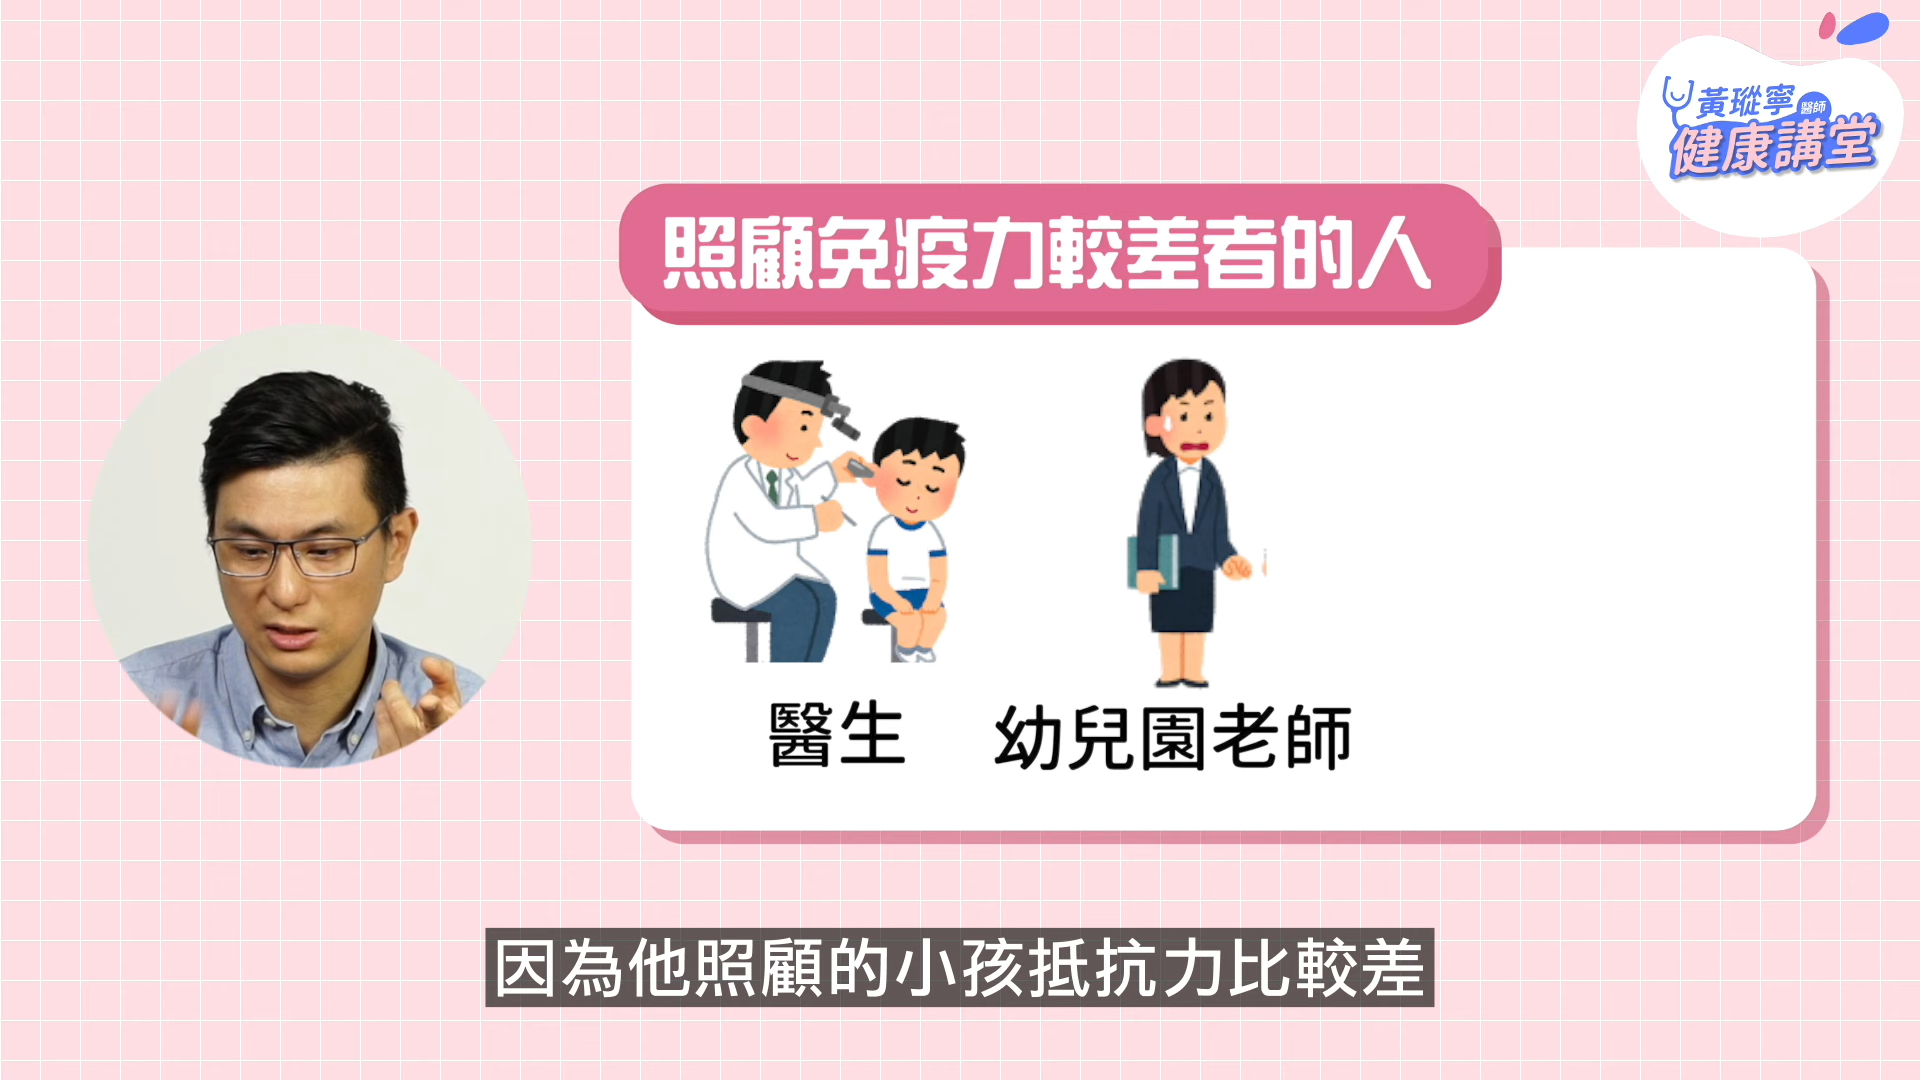 黃瑽寧醫師
健康講堂
照顧免疫力較差者的人
醫生
幼兒園老師
因為他照顧的小孩抵抗力比較差